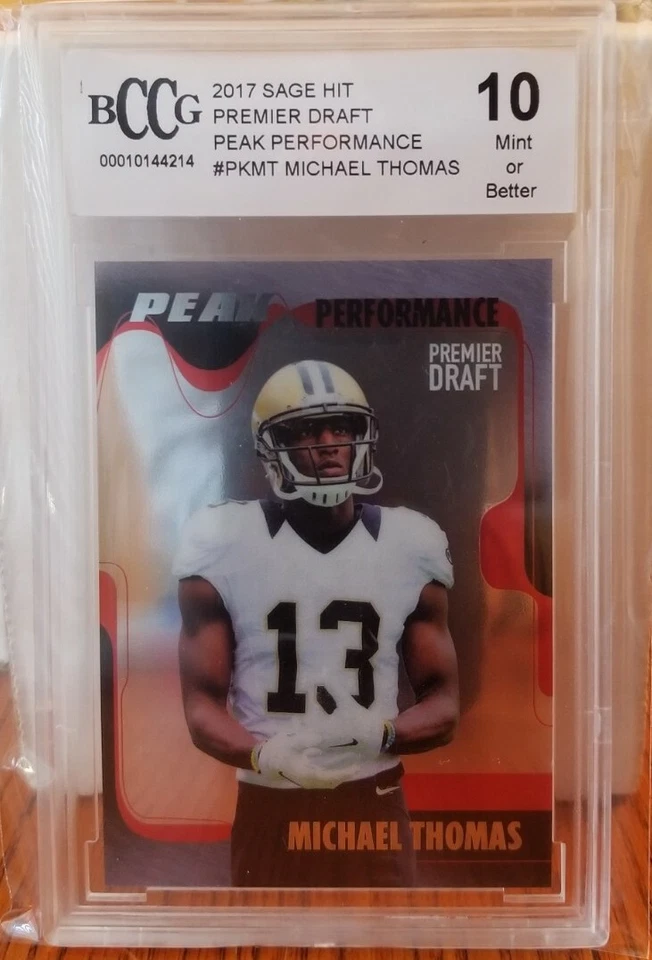 BCCG
00010144214
2017 SAGE HIT
PREMIER DRAFT
PEAK PERFORMANCE
#PKMT MICHAEL THOMAS
10
Mint
or
Better
PEAK PERFORMANCE
PREMIER
DRAFT
13
MICHAEL THOMAS